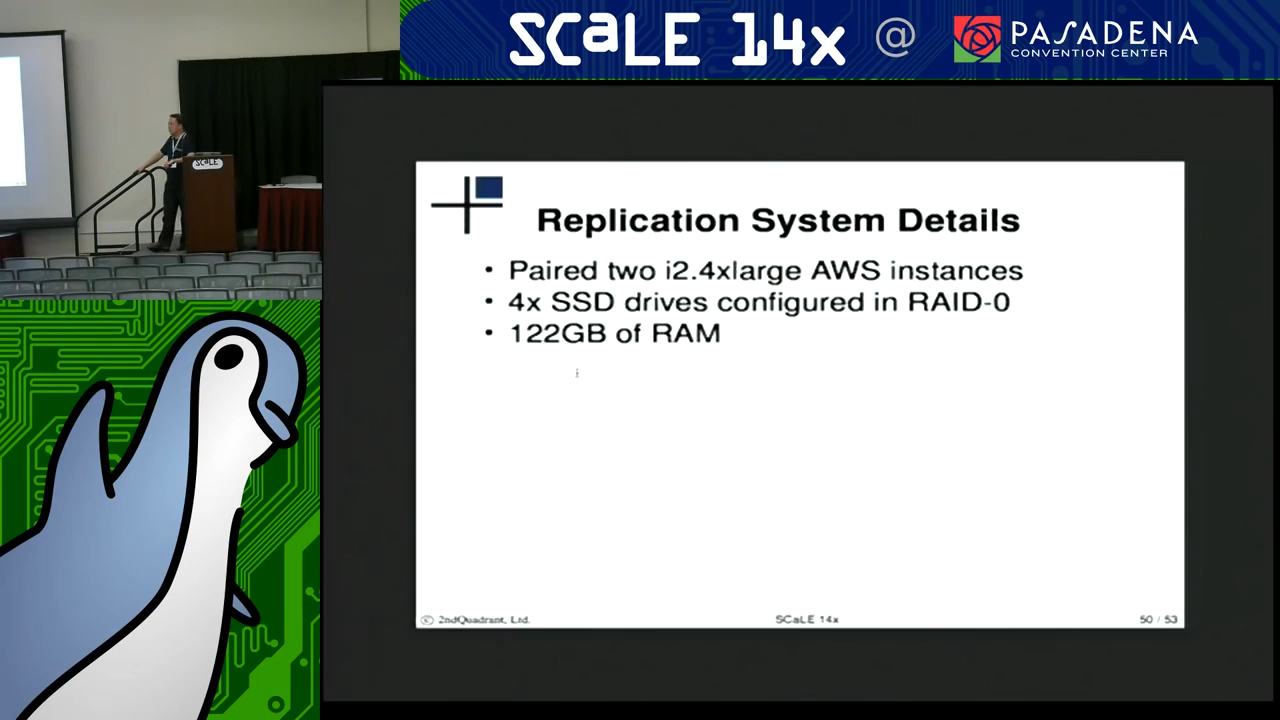 SCALE 14x @ PASADENA
CONVENTION CENTER
SCALE
Replication System Details
• Paired two i2.4xlarge AWS instances
• 4x SSD drives configured in RAID-0
• 122GB of RAM
© 2ndQuadrant, Ltd.
SCaLE 14x
50 / 53